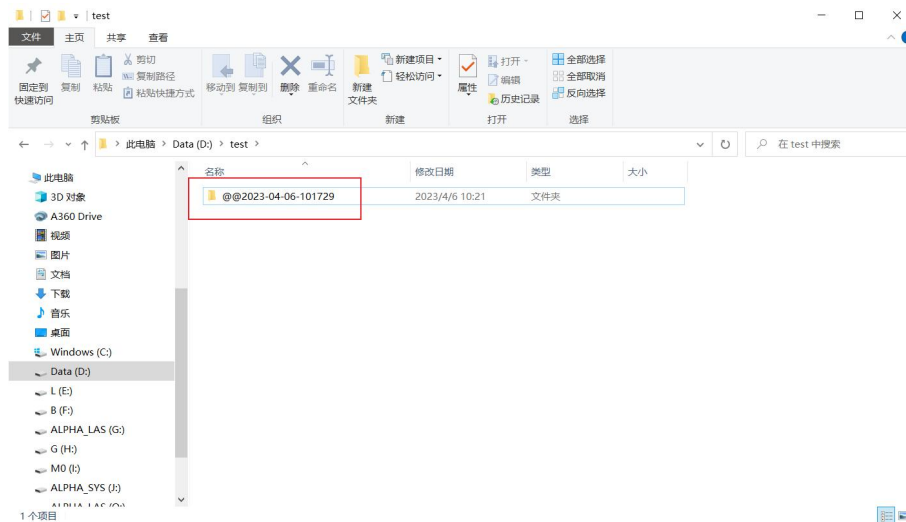 test
文件 主页 共享 查看
固定到
快速访问
复制
粘贴
剪切
复制路径
粘贴快捷方式
剪贴板
移动到 复制到 删除 重命名
组织
新建
文件夹
新建项目
轻松访问
新建
属性
打开
编辑
历史记录
打开
全部选择
全部取消
反向选择
选择
此电脑 > Data (D:) > test >
在 test 中搜索
名称 修改日期 类型 大小
@@2023-04-06-101729 2023/4/6 10:21 文件夹
此电脑
3D 对象
A360 Drive
视频
图片
文档
下载
音乐
桌面
Windows (C:)
Data (D:)
L (E:)
B (F:)
ALPHA_LAS (G:)
G (H:)
M0 (I:)
ALPHA_SYS (J:)
1 个项目